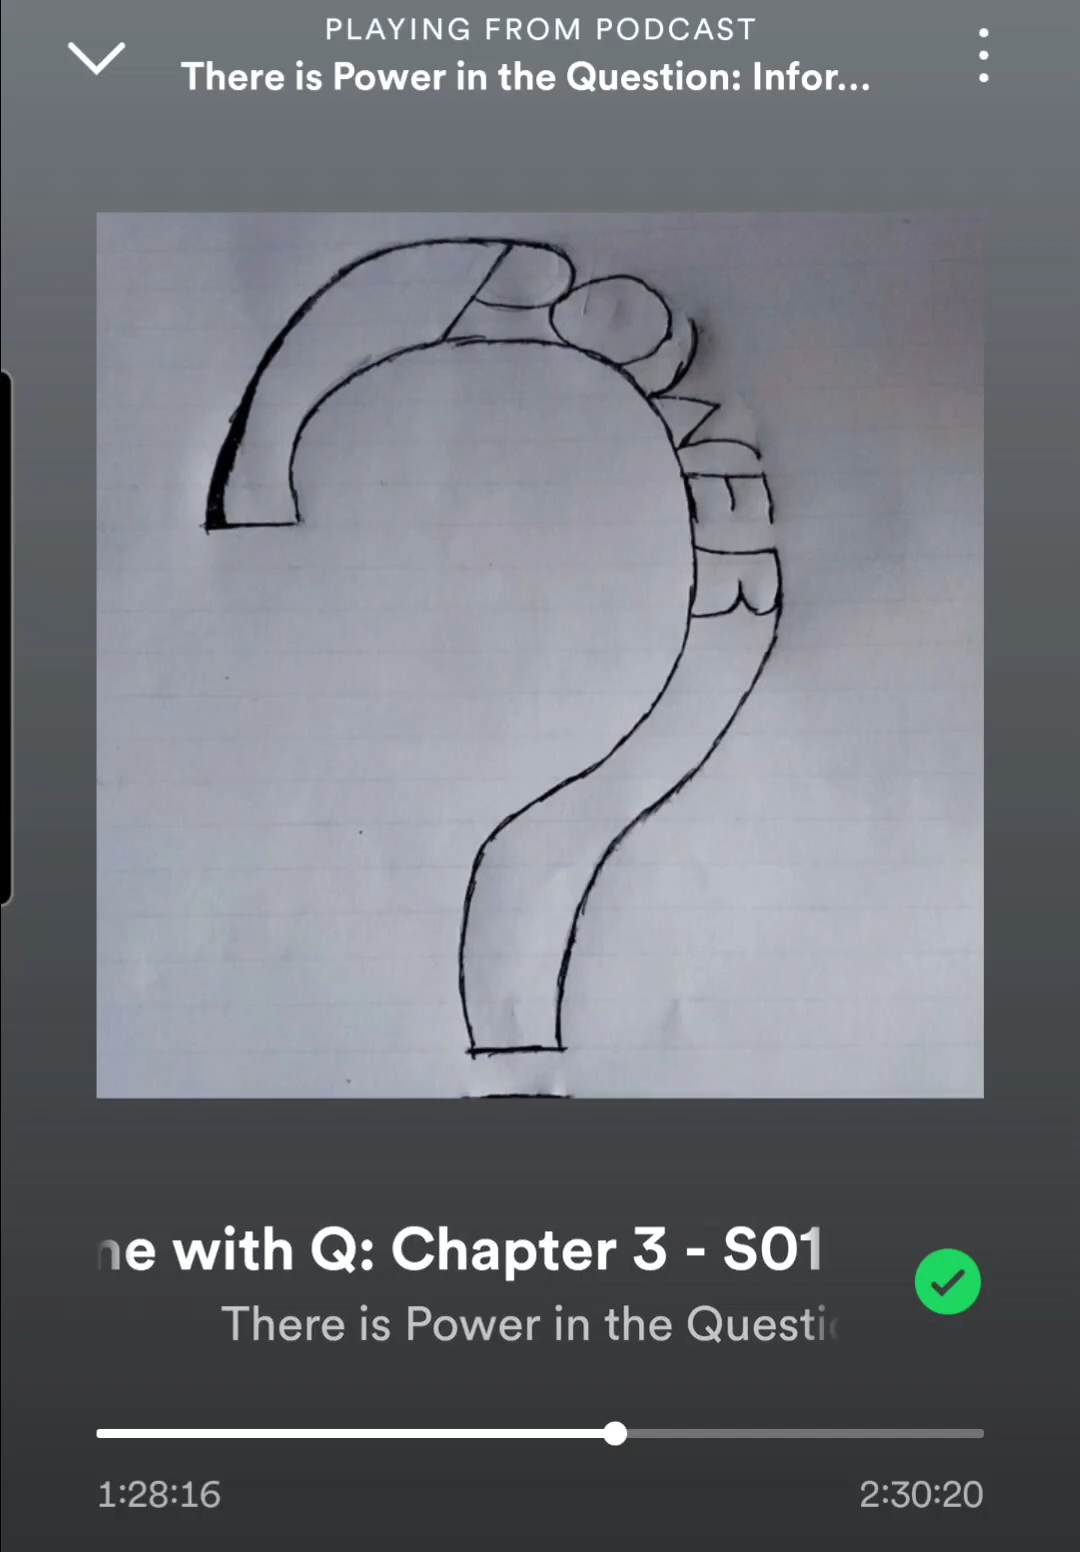 PLAYING FROM PODCAST
There is Power in the Question: Infor...
POWER
ne with Q: Chapter 3 - S01
There is Power in the Questi
1:28:16
2:30:20